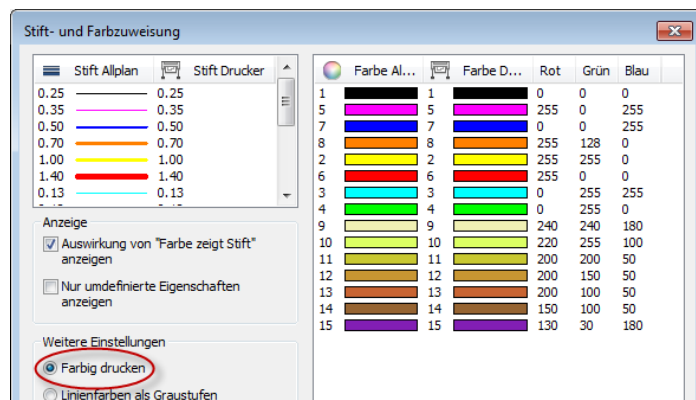 Stift- und Farbzuweisung
Stift Allplan Stift Drucker
0.25 0.25
0.35 0.35
0.50 0.50
0.70 0.70
1.00 1.00
1.40 1.40
0.13 0.13
Anzeige
Auswirkung von "Farbe zeigt Stift"
anzeigen
Nur umdefinierte Eigenschaften
anzeigen
Weitere Einstellungen
Farbig drucken
Linienfarben als Graustufen
Farbe Al... Farbe D... Rot Grün Blau
1 1 0 0 0
5 5 255 0 255
7 7 0 0 255
8 8 255 128 0
2 2 255 255 0
6 6 255 0 0
3 3 0 255 255
4 4 0 255 0
9 9 240 240 180
10 10 220 255 100
11 11 200 200 50
12 12 200 150 50
13 13 200 100 50
14 14 150 100 50
15 15 130 30 180